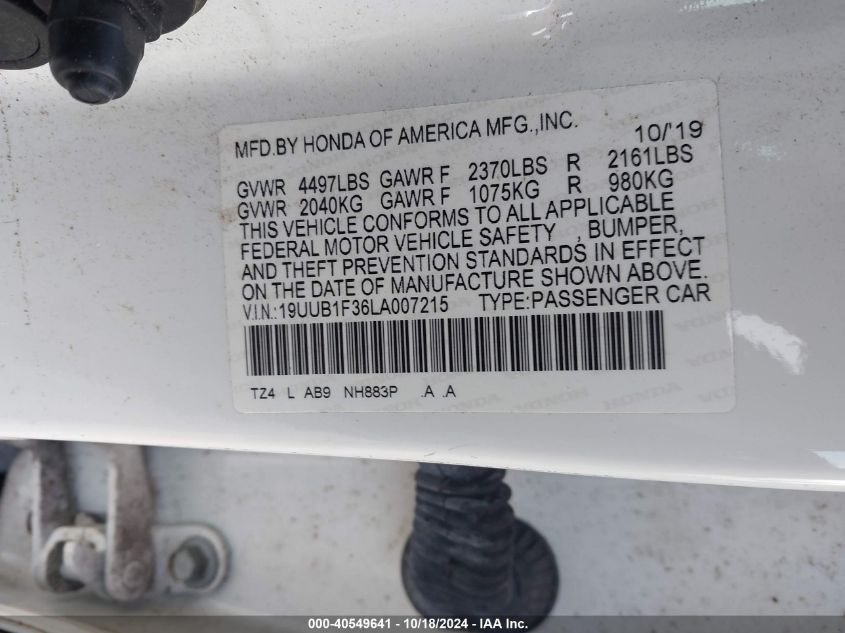 MFD.BY HONDA OF AMERICA MFG.,INC. 10/'19
GVWR 4497LBS GAWR F 2370LBS R 2161LBS
GVWR 2040KG GAWR F 1075KG R 980KG
THIS VEHICLE CONFORMS TO ALL APPLICABLE
FEDERAL MOTOR VEHICLE SAFETY , BUMPER,
AND THEFT PREVENTION STANDARDS IN EFFECT
ON THE DATE OF MANUFACTURE SHOWN ABOVE.
V.I.N.:19UUB1F36LA007215 TYPE:PASSENGER CAR
TZ4 L AB9 NH883P .A .A
000-40549641 - 10/18/2024 - IAA Inc.